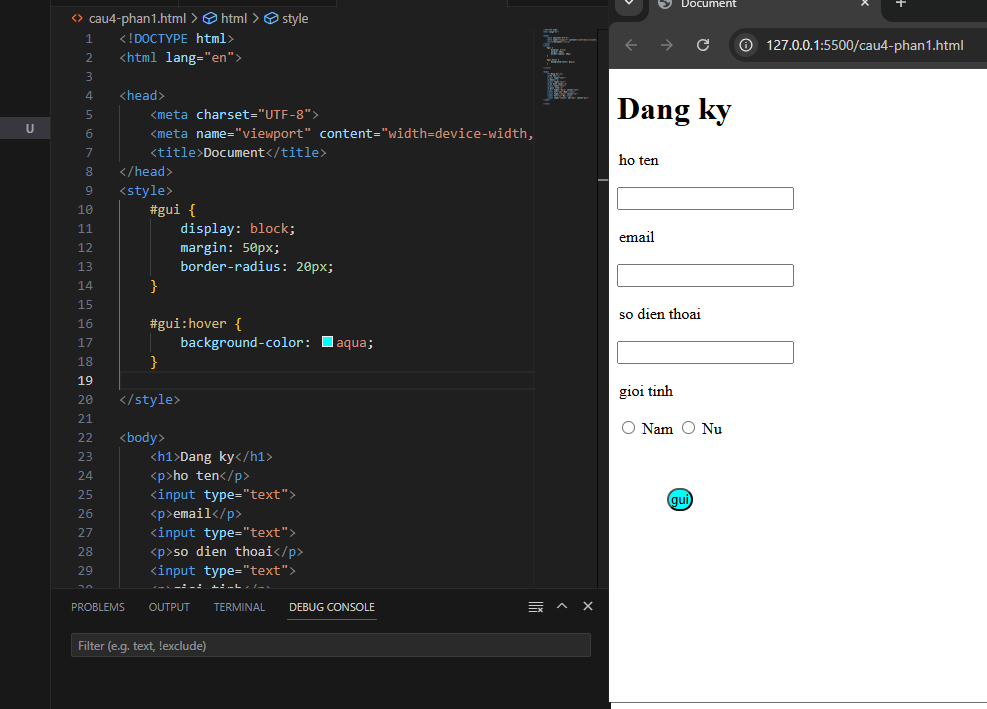 cau4-phan1.html > html > style
U
1 <!DOCTYPE html>
2 <html lang="en">
3
4 <head>
5 <meta charset="UTF-8">
6 <meta name="viewport" content="width=device-width,
7 <title>Document</title>
8 </head>
9 <style>
10 #gui {
11 display: block;
12 margin: 50px;
13 border-radius: 20px;
14 }
15
16 #gui:hover {
17 background-color: aqua;
18 }
19
20 </style>
21
22 <body>
23 <h1>Dang ky</h1>
24 <p>ho ten</p>
25 <input type="text">
26 <p>email</p>
27 <input type="text">
28 <p>so dien thoai</p>
29 <input type="text">
30 <p>gioi tinh</p>
PROBLEMS OUTPUT TERMINAL DEBUG CONSOLE
Filter (e.g. text, !exclude)
Document
127.0.0.1:5500/cau4-phan1.html
Dang ky
ho ten
email
so dien thoai
gioi tinh
Nam Nu
gui